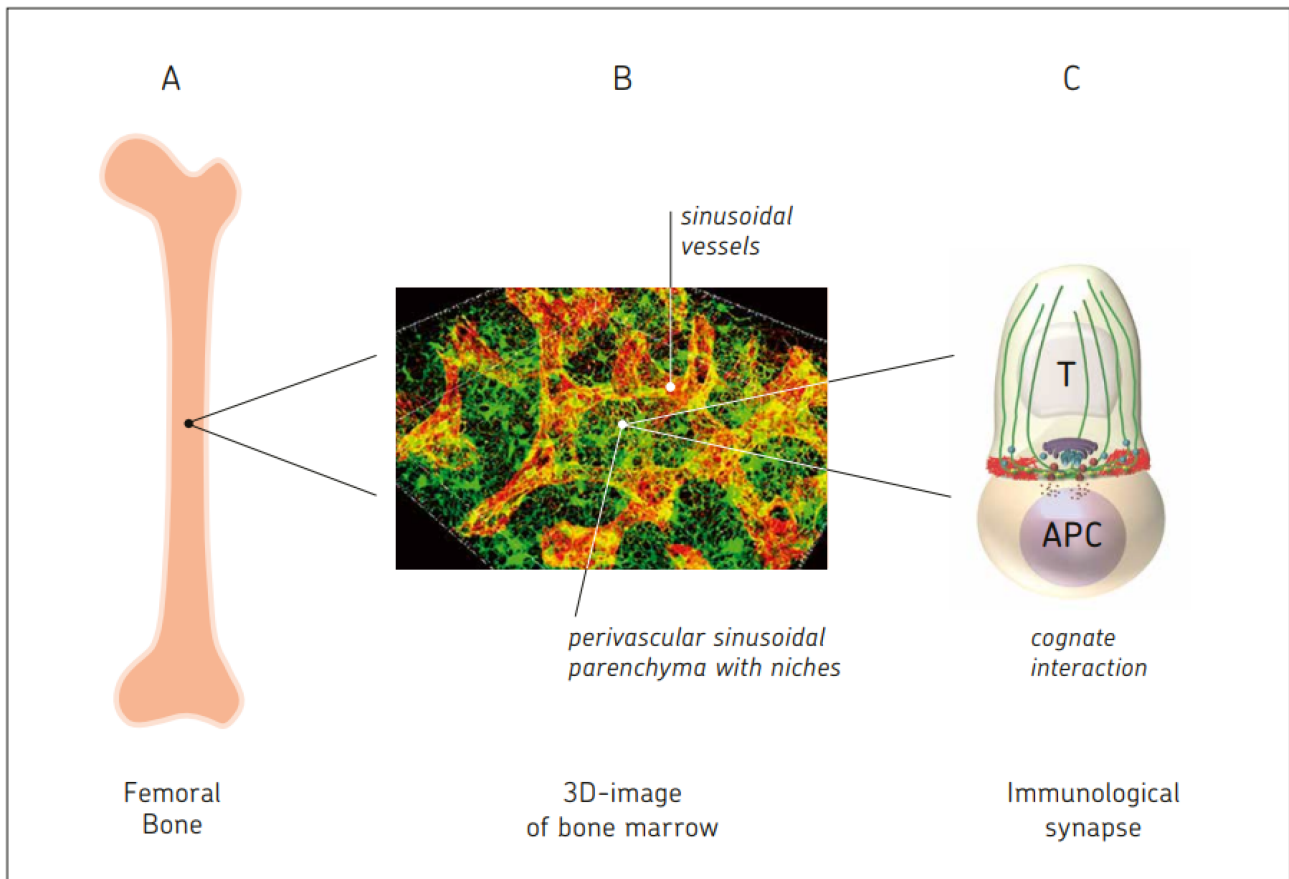 A
B
C
sinusoidal
vessels
T
APC
perivascular sinusoidal
parenchyma with niches
cognate
interaction
Femoral
Bone
3D-image
of bone marrow
Immunological
synapse